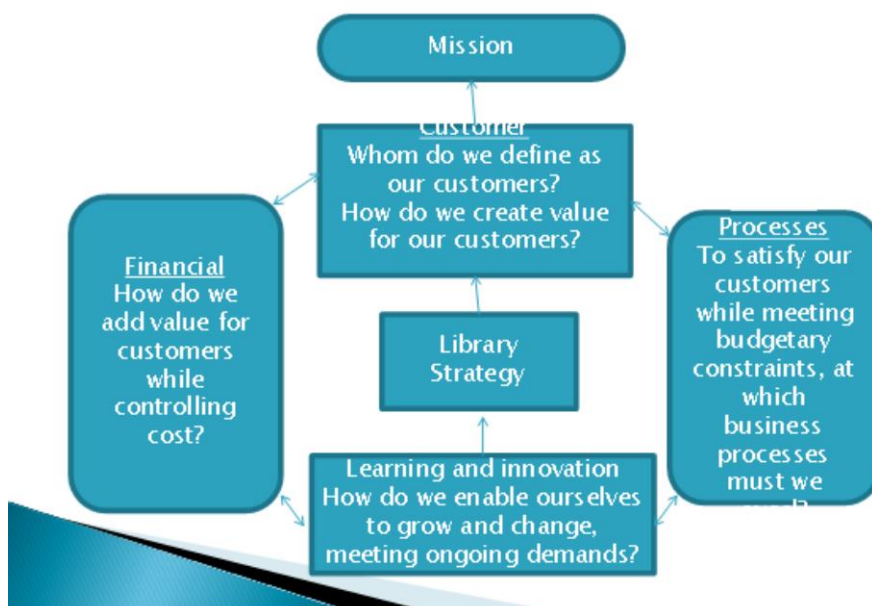 Mission
Customer
Whom do we define as
our customers?
How do we create value
for our customers?
Financial
How do we
add value for
customers
while
controlling
cost?
Library
Strategy
Processes
To satisfy our
customers
while meeting
budgetary
constraints, at
which
business
processes
must we
Learning and innovation
How do we enable ourselves
to grow and change,
meeting ongoing demands?